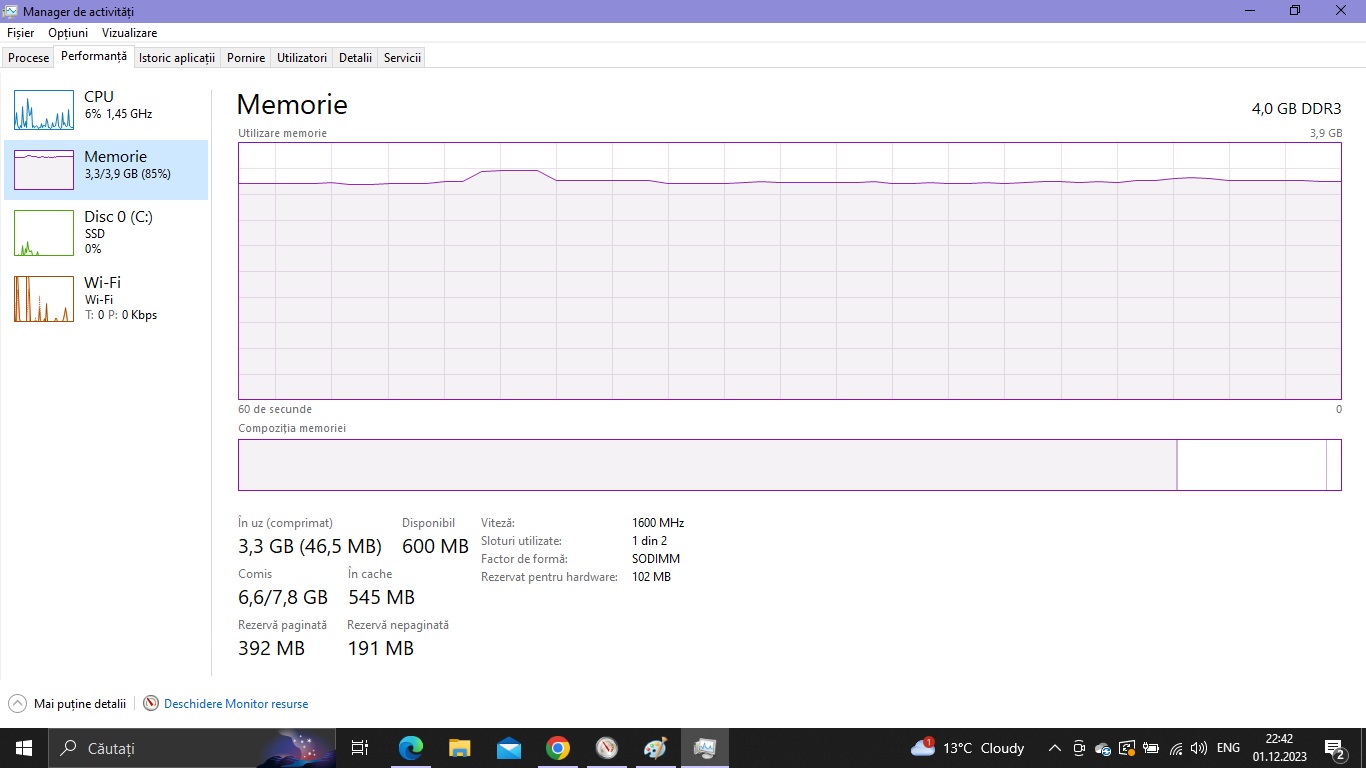 Manager de activități
Fișier Opțiuni Vizualizare
Procese Performanță Istoric aplicații Pornire Utilizatori Detalii Servicii
CPU
6% 1,45 GHz
Memorie
3,3/3,9 GB (85%)
Disc 0 (C:)
SSD
0%
Wi-Fi
Wi-Fi
T: 0 P: 0 Kbps
Memorie
4,0 GB DDR3
Utilizare memorie
3,9 GB
60 de secunde
0
Compoziția memoriei
În uz (comprimat)
3,3 GB (46,5 MB)
Disponibil
600 MB
Comis
6,6/7,8 GB
În cache
545 MB
Rezervă paginată
392 MB
Rezervă nepaginată
191 MB
Viteză: 1600 MHz
Sloturi utilizate: 1 din 2
Factor de formă: SODIMM
Rezervat pentru hardware: 102 MB
Mai puține detalii
Deschidere Monitor resurse
Căutați
1
13°C Cloudy
ENG
22:42
01.12.2023
2